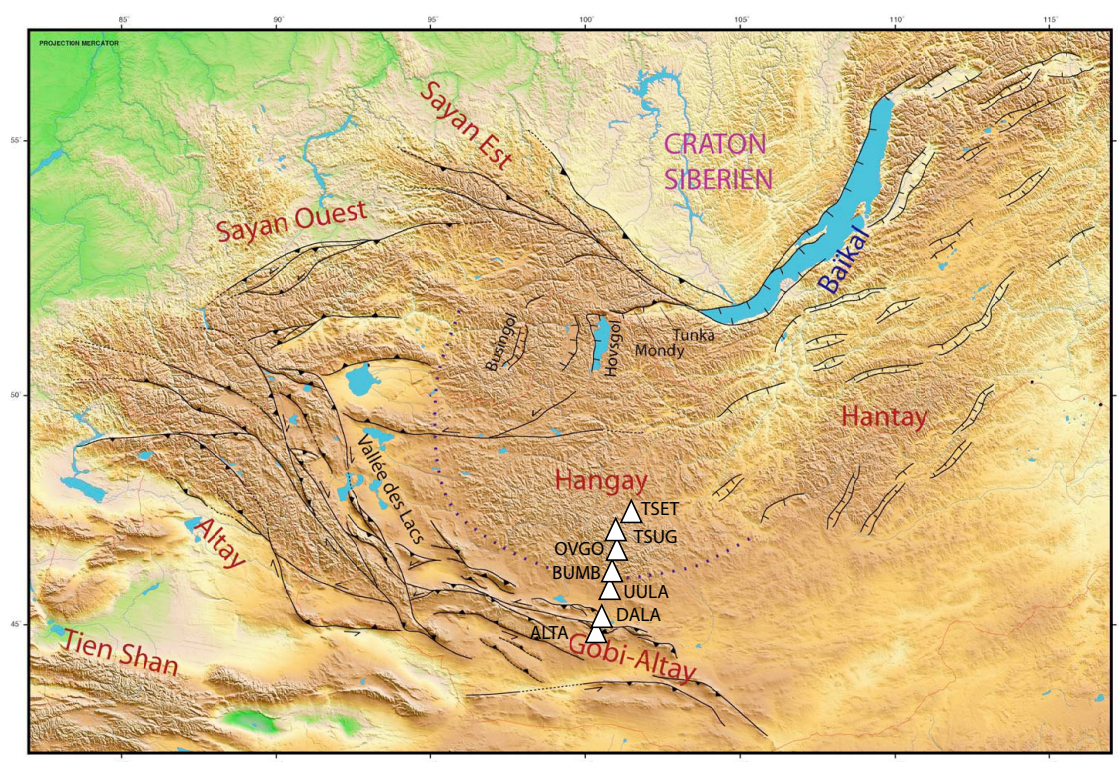 85°
90°
95°
100°
105°
110°
115°
PROJECTION MERCATOR
55°
Sayan Est
CRATON
SIBERIEN
Sayan Ouest
Baïkal
Busingol
Hovsgol
Tunka
Mondy
50°
Hantay
Vallée des Lacs
Hangay
TSET
Altay
TSUG
OVGO
BUMB
UULA
DALA
45°
ALTA
Tien Shan
Gobi-Altay